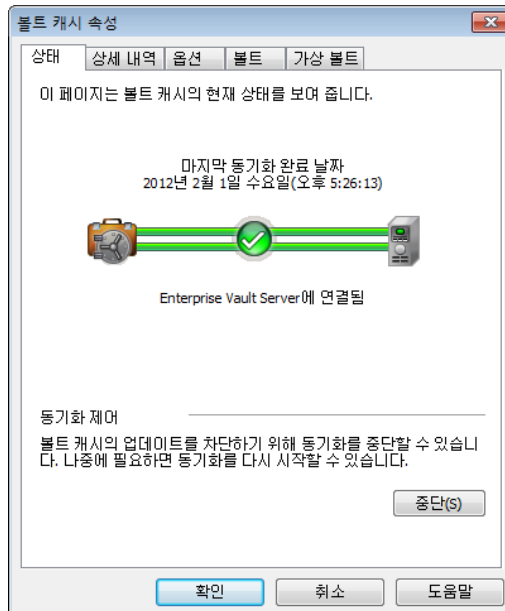 볼트 캐시 속성
상태
상세 내역
옵션
볼트
가상 볼트
이 페이지는 볼트 캐시의 현재 상태를 보여 줍니다.
마지막 동기화 완료 날짜
2012년 2월 1일 수요일(오후 5:26:13)
Enterprise Vault Server에 연결됨
동기화 제어
볼트 캐시의 업데이트를 차단하기 위해 동기화를 중단할 수 있습니
다. 나중에 필요하면 동기화를 다시 시작할 수 있습니다.
중단(S)
확인
취소
도움말